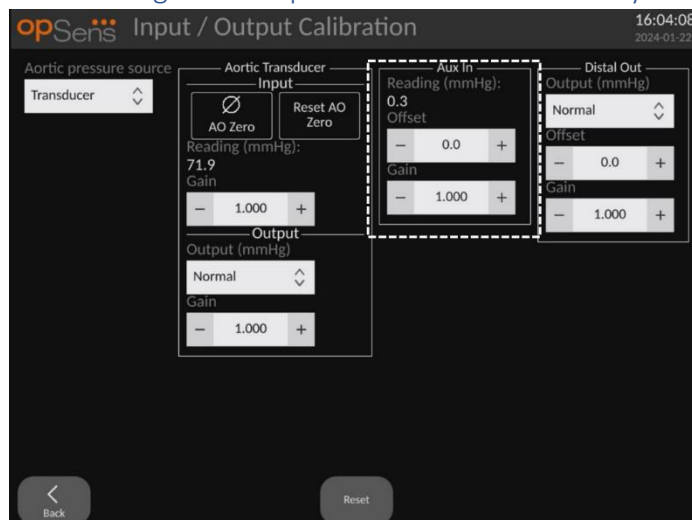 opSens Input / Output Calibration
16:04:08
2024-01-22
Aortic pressure source
Transducer
Aortic Transducer
Input
AO Zero
Reset AO
Zero
Reading (mmHg):
71.9
Gain
− 1.000 +
Output
Output (mmHg)
Normal
Gain
− 1.000 +
Aux In
Reading (mmHg):
0.3
Offset
− 0.0 +
Gain
− 1.000 +
Distal Out
Output (mmHg)
Normal
Offset
− 0.0 +
Gain
− 1.000 +
Back
Reset